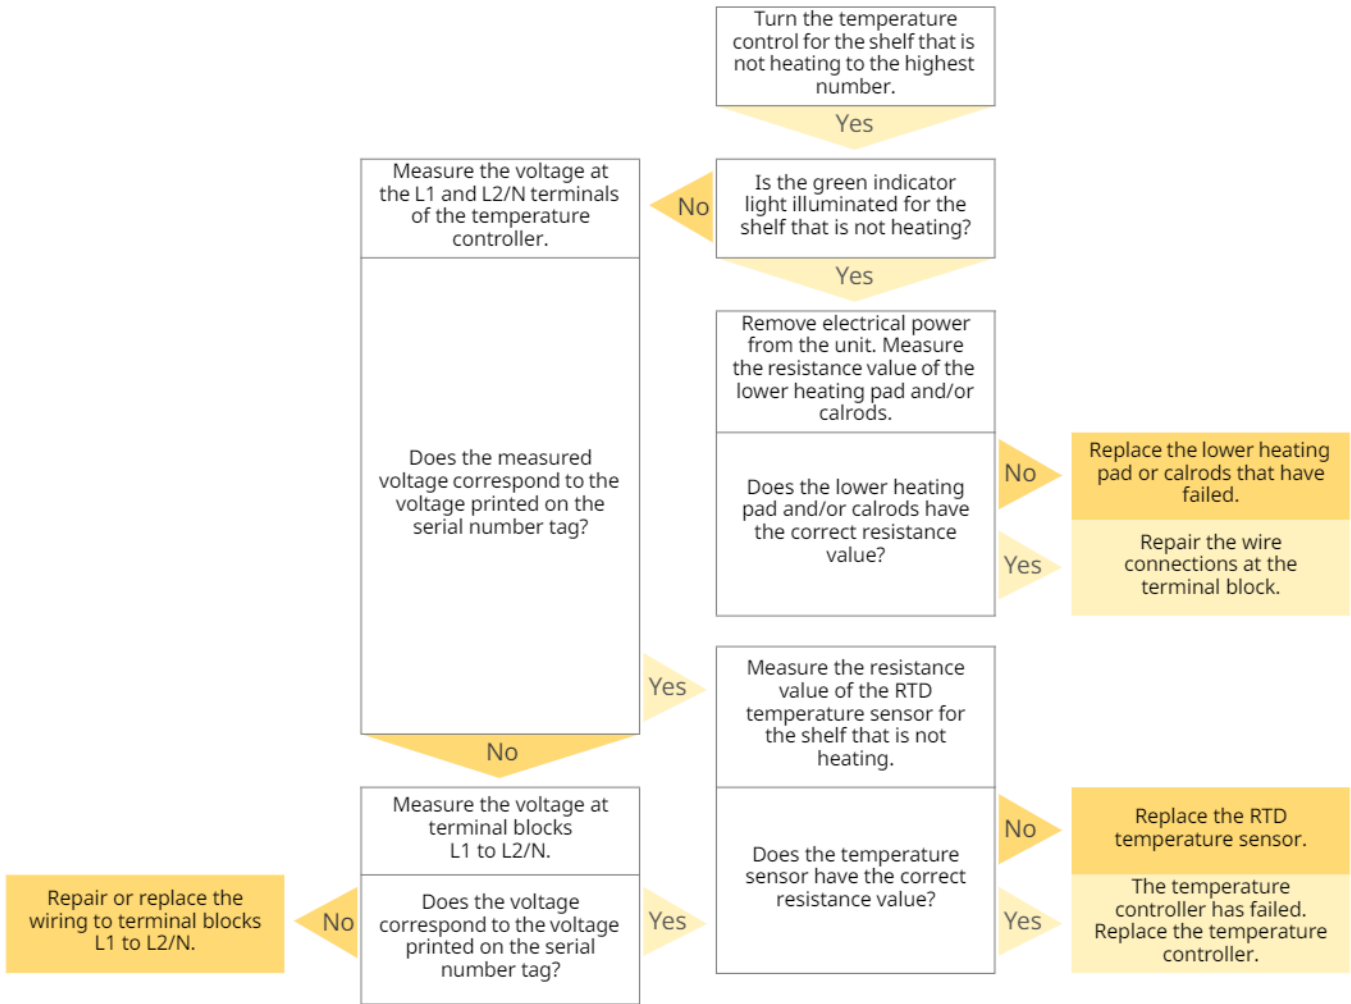 Turn the temperature
control for the shelf that is
not heating to the highest
number.
Yes
Measure the voltage at
the L1 and L2/N terminals
of the temperature
controller.
No
Is the green indicator
light illuminated for the
shelf that is not heating?
Yes
Remove electrical power
from the unit. Measure
the resistance value of the
lower heating pad and/or
calrods.
Does the measured
voltage correspond to the
voltage printed on the
serial number tag?
Does the lower heating
pad and/or calrods have
the correct resistance
value?
No
Replace the lower heating
pad or calrods that have
failed.
Yes
Repair the wire
connections at the
terminal block.
Yes
Measure the resistance
value of the RTD
temperature sensor for
the shelf that is not
heating.
No
Measure the voltage at
terminal blocks
L1 to L2/N.
Does the temperature
sensor have the correct
resistance value?
No
Replace the RTD
temperature sensor.
Repair or replace the
wiring to terminal blocks
L1 to L2/N.
No
Does the voltage
correspond to the voltage
printed on the serial
number tag?
Yes
Yes
The temperature
controller has failed.
Replace the temperature
controller.